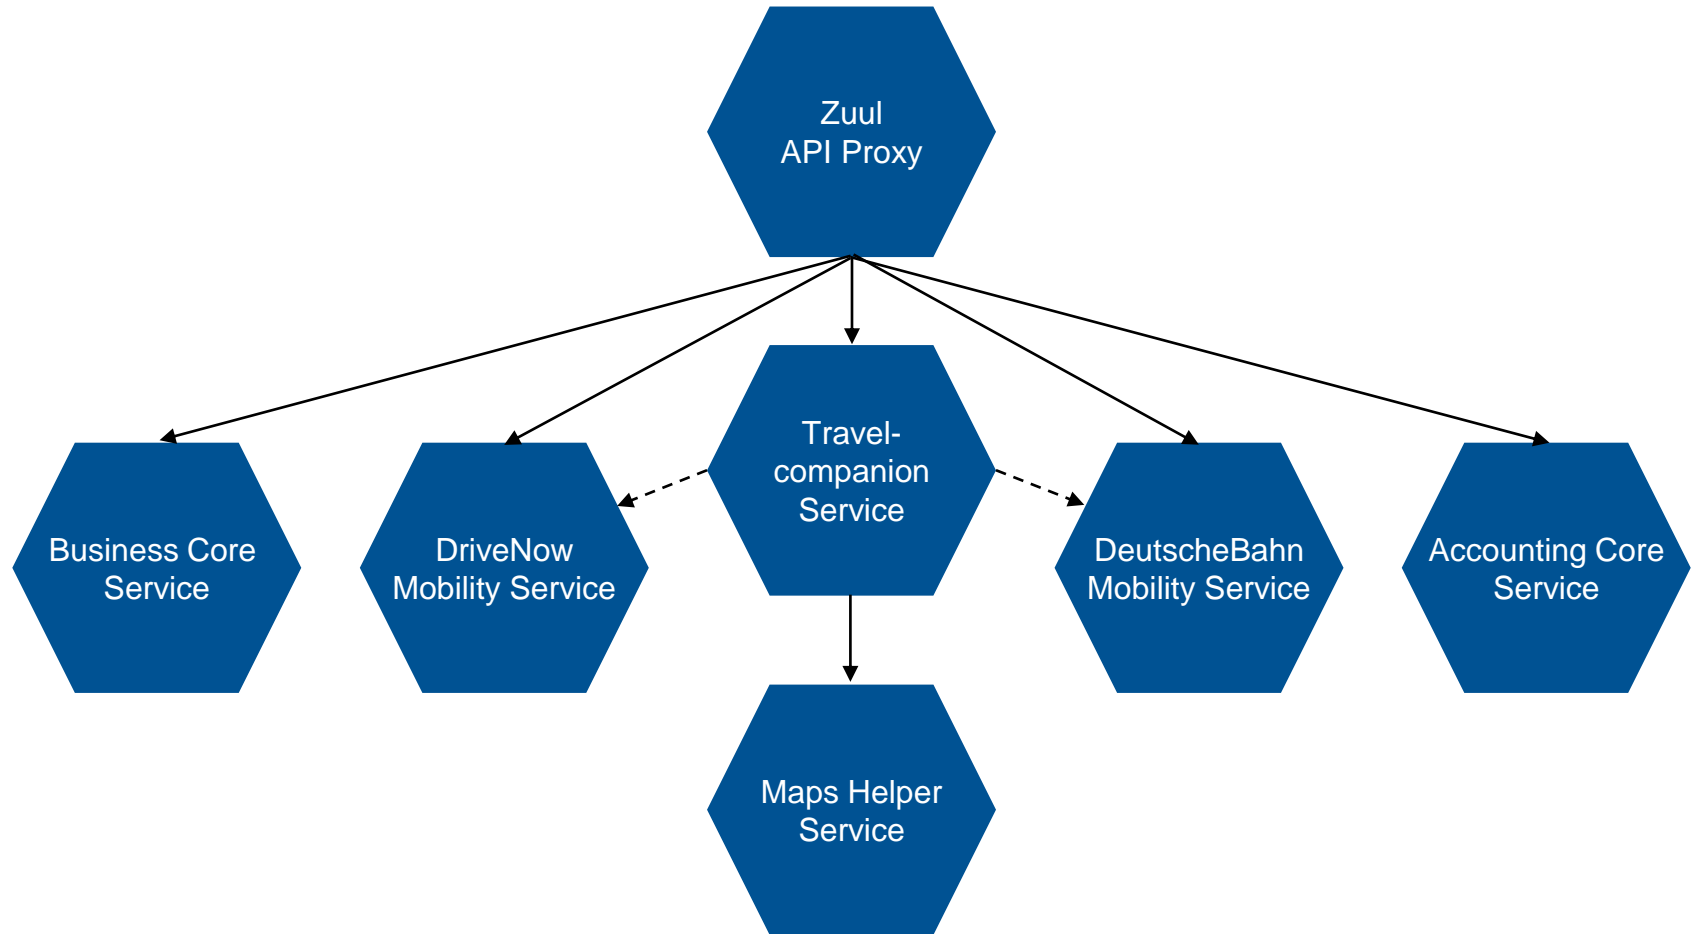 Zuul
API Proxy
Travel-
companion
Service
Business Core
Service
DriveNow
Mobility Service
DeutscheBahn
Mobility Service
Accounting Core
Service
Maps Helper
Service